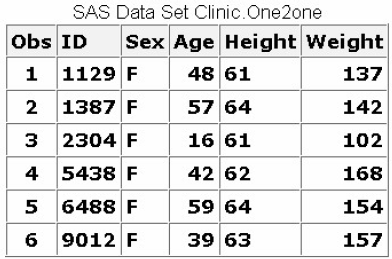 SAS Data Set Clinic.One2one
Obs ID Sex Age Height Weight
1 1129 F 48 61 137
2 1387 F 57 64 142
3 2304 F 16 61 102
4 5438 F 42 62 168
5 6488 F 59 64 154
6 9012 F 39 63 157